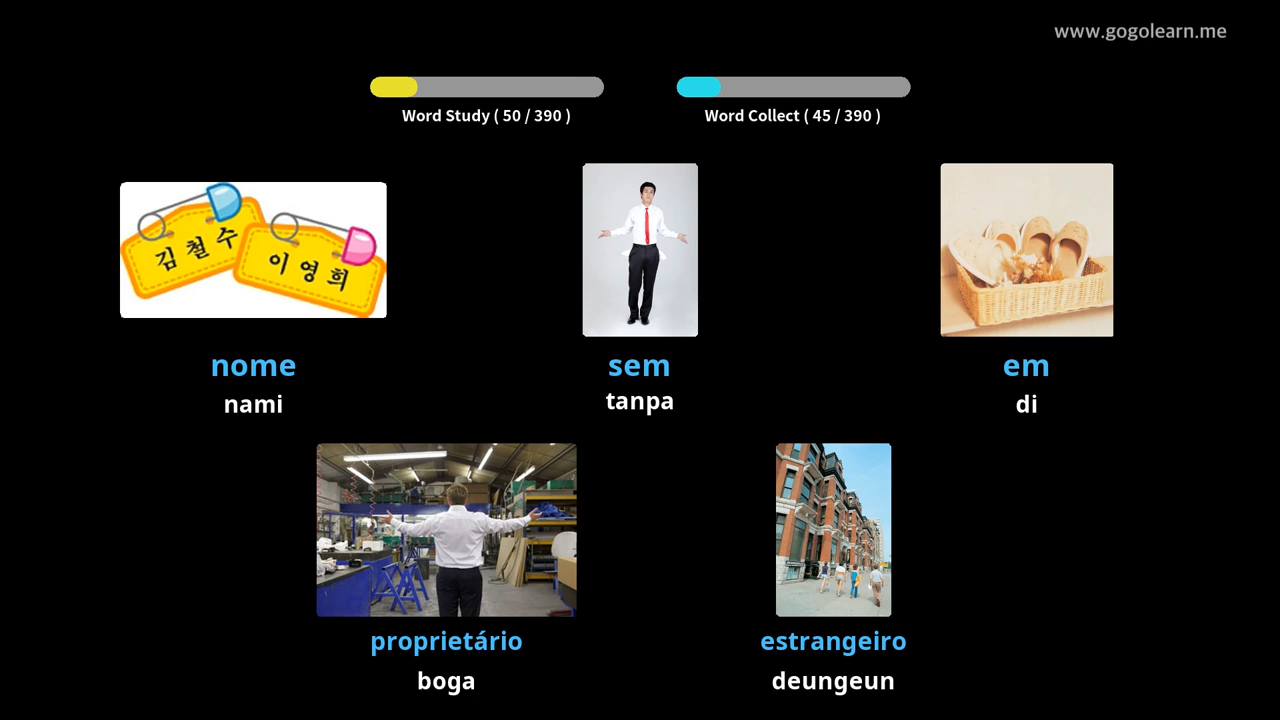 www.gogolearn.me
Word Study ( 50 / 390 )
Word Collect ( 45 / 390 )
김철수
이영희
nome
nami
sem
tanpa
em
di
proprietário
boga
estrangeiro
deungeun